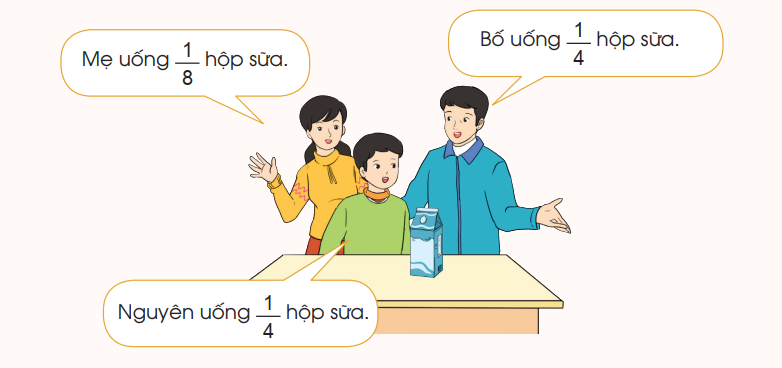 Mẹ uống 1/8 hộp sữa.
Bố uống 1/4 hộp sữa.
Nguyên uống 1/4 hộp sữa.